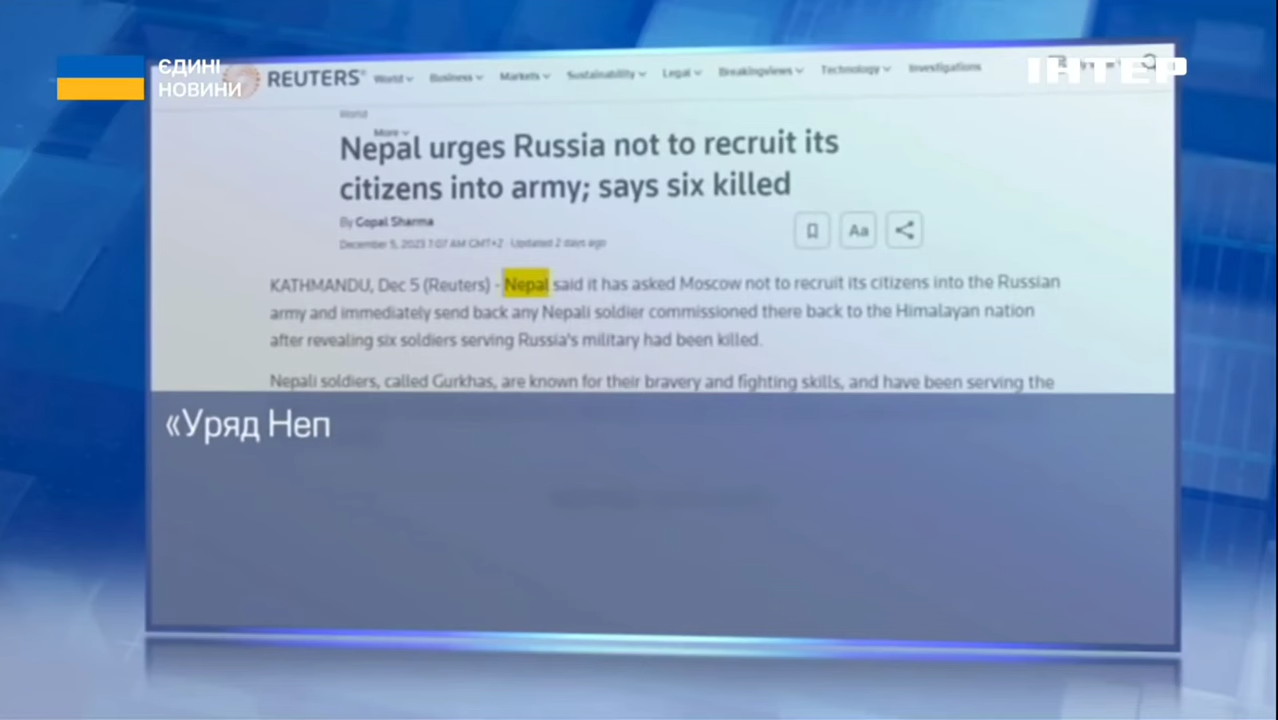 ЄДИНІ
НОВИНИ
ІНТЕР
REUTERS World Business Markets Sustainability Legal Breakingviews Technology Investigations
World
More
Nepal urges Russia not to recruit its
citizens into army; says six killed
By Gopal Sharma
December 5, 2023 7:07 AM GMT+2 · Updated 2 days ago
Aa
KATHMANDU, Dec 5 (Reuters) - Nepal said it has asked Moscow not to recruit its citizens into the Russian
army and immediately send back any Nepali soldier commissioned there back to the Himalayan nation
after revealing six soldiers serving Russia's military had been killed.
Nepali soldiers, called Gurkhas, are known for their bravery and fighting skills, and have been serving the
«Уряд Неп